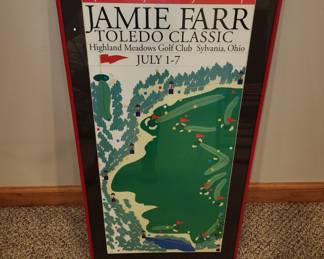 JAMIE FARR
TOLEDO CLASSIC
Highland Meadows Golf Club Sylvania, Ohio
JULY 1-7